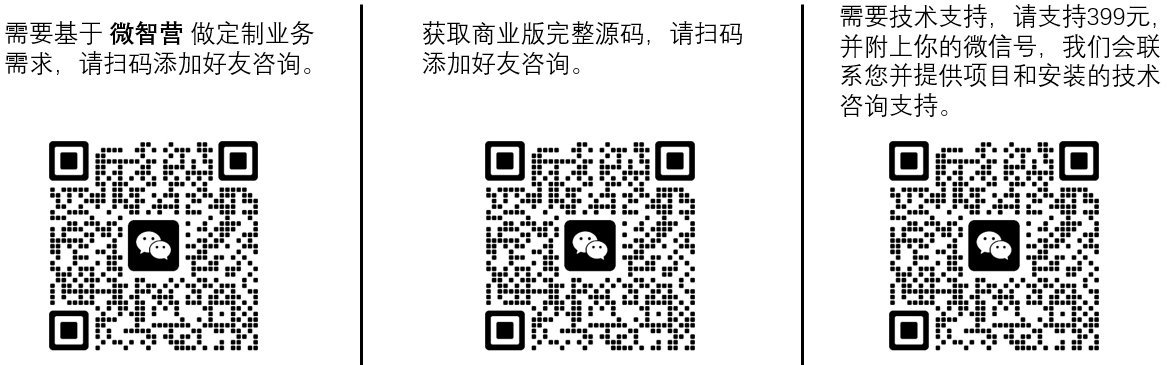 需要基于 微智营 做定制业务
需求，请扫码添加好友咨询。
获取商业版完整源码，请扫码
添加好友咨询。
需要技术支持，请支持399元，
并附上你的微信号，我们会联
系您并提供项目和安装的技术
咨询支持。